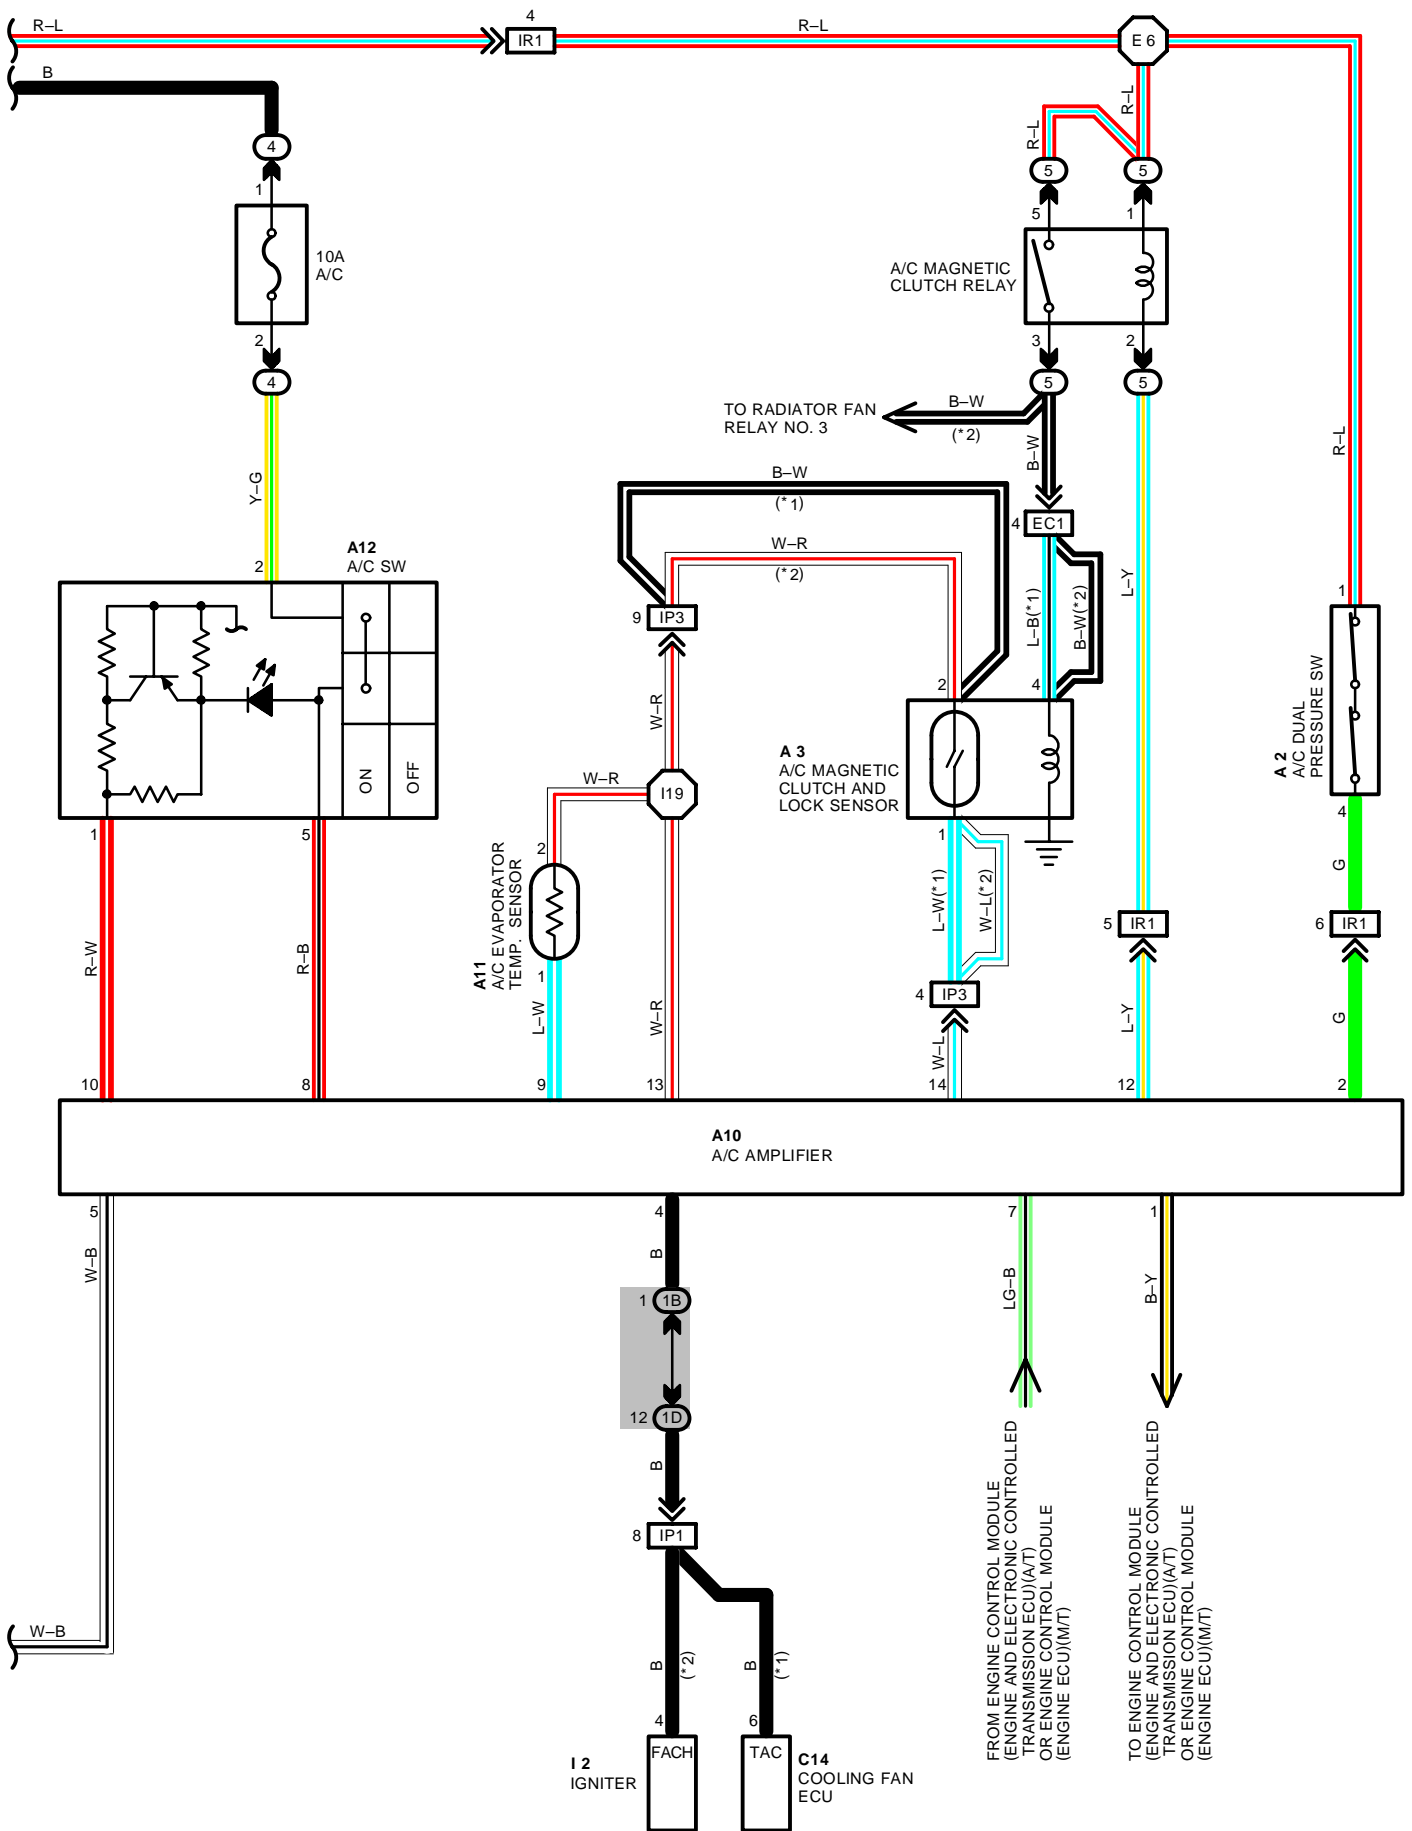 R–L
4
IR1
R–L
E 6
B
4
1
10A
A/C
2
4
Y–G
R–L
R–L
5
5
5
1
A/C MAGNETIC
CLUTCH RELAY
3
2
5
5
TO RADIATOR FAN
RELAY NO. 3
B–W
(*2)
B–W
R–L
B–W
(*1)
4
EC1
W–R
(*2)
L–B(*1)
B–W(*2)
L–Y
A12
A/C SW
2
ON
OFF
1
5
9
IP3
W–R
W–R
I19
2
4
A 3
A/C MAGNETIC
CLUTCH AND
LOCK SENSOR
1
1
A 2
A/C DUAL
PRESSURE SW
4
G
2
A11
A/C EVAPORATOR
TEMP. SENSOR
1
L–W(*1)
W–L(*2)
5
IR1
6
IR1
R–W
R–B
L–W
W–R
4
IP3
W–L
L–Y
G
10
8
9
13
14
12
2
A10
A/C AMPLIFIER
5
4
7
1
W–B
B
LG–B
B–Y
1
1B
12
1D
B
8
IP1
W–B
B
(*2)
B
(*1)
4
6
FACH
TAC
I 2
IGNITER
C14
COOLING FAN
ECU
FROM ENGINE CONTROL MODULE
(ENGINE AND ELECTRONIC CONTROLLED
TRANSMISSION ECU)(A/T)
OR ENGINE CONTROL MODULE
(ENGINE ECU)(M/T)
TO ENGINE CONTROL MODULE
(ENGINE AND ELECTRONIC CONTROLLED
TRANSMISSION ECU)(A/T)
OR ENGINE CONTROL MODULE
(ENGINE ECU)(M/T)